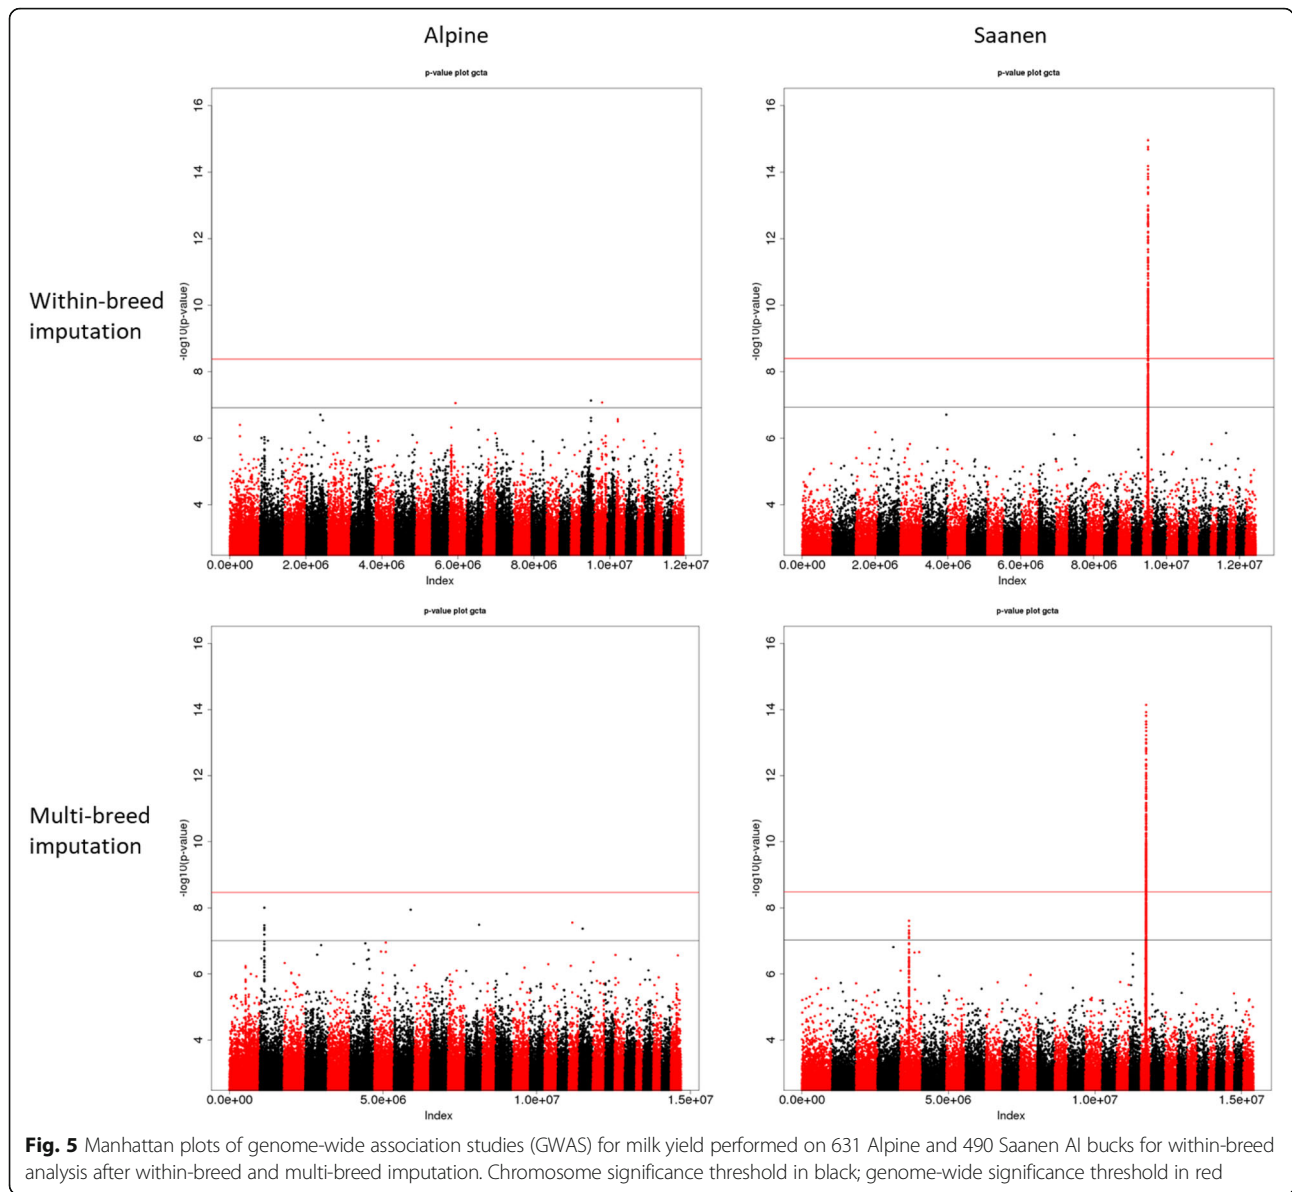 Alpine
Saanen
p-value plot gcta
p-value plot gcta
Within-breed
imputation
-log10(p-value)
16
14
12
10
8
6
4
0.0e+00 2.0e+06 4.0e+06 6.0e+06 8.0e+06 1.0e+07 1.2e+07
Index
-log10(p-value)
16
14
12
10
8
6
4
0.0e+00 2.0e+06 4.0e+06 6.0e+06 8.0e+06 1.0e+07 1.2e+07
Index
p-value plot gcta
p-value plot gcta
Multi-breed
imputation
-log10(p-value)
16
14
12
10
8
6
4
0.0e+00 5.0e+06 1.0e+07 1.5e+07
Index
-log10(p-value)
16
14
12
10
8
6
4
0.0e+00 5.0e+06 1.0e+07 1.5e+07
Index
Fig. 5 Manhattan plots of genome-wide association studies (GWAS) for milk yield performed on 631 Alpine and 490 Saanen AI bucks for within-breed
analysis after within-breed and multi-breed imputation. Chromosome significance threshold in black; genome-wide significance threshold in red